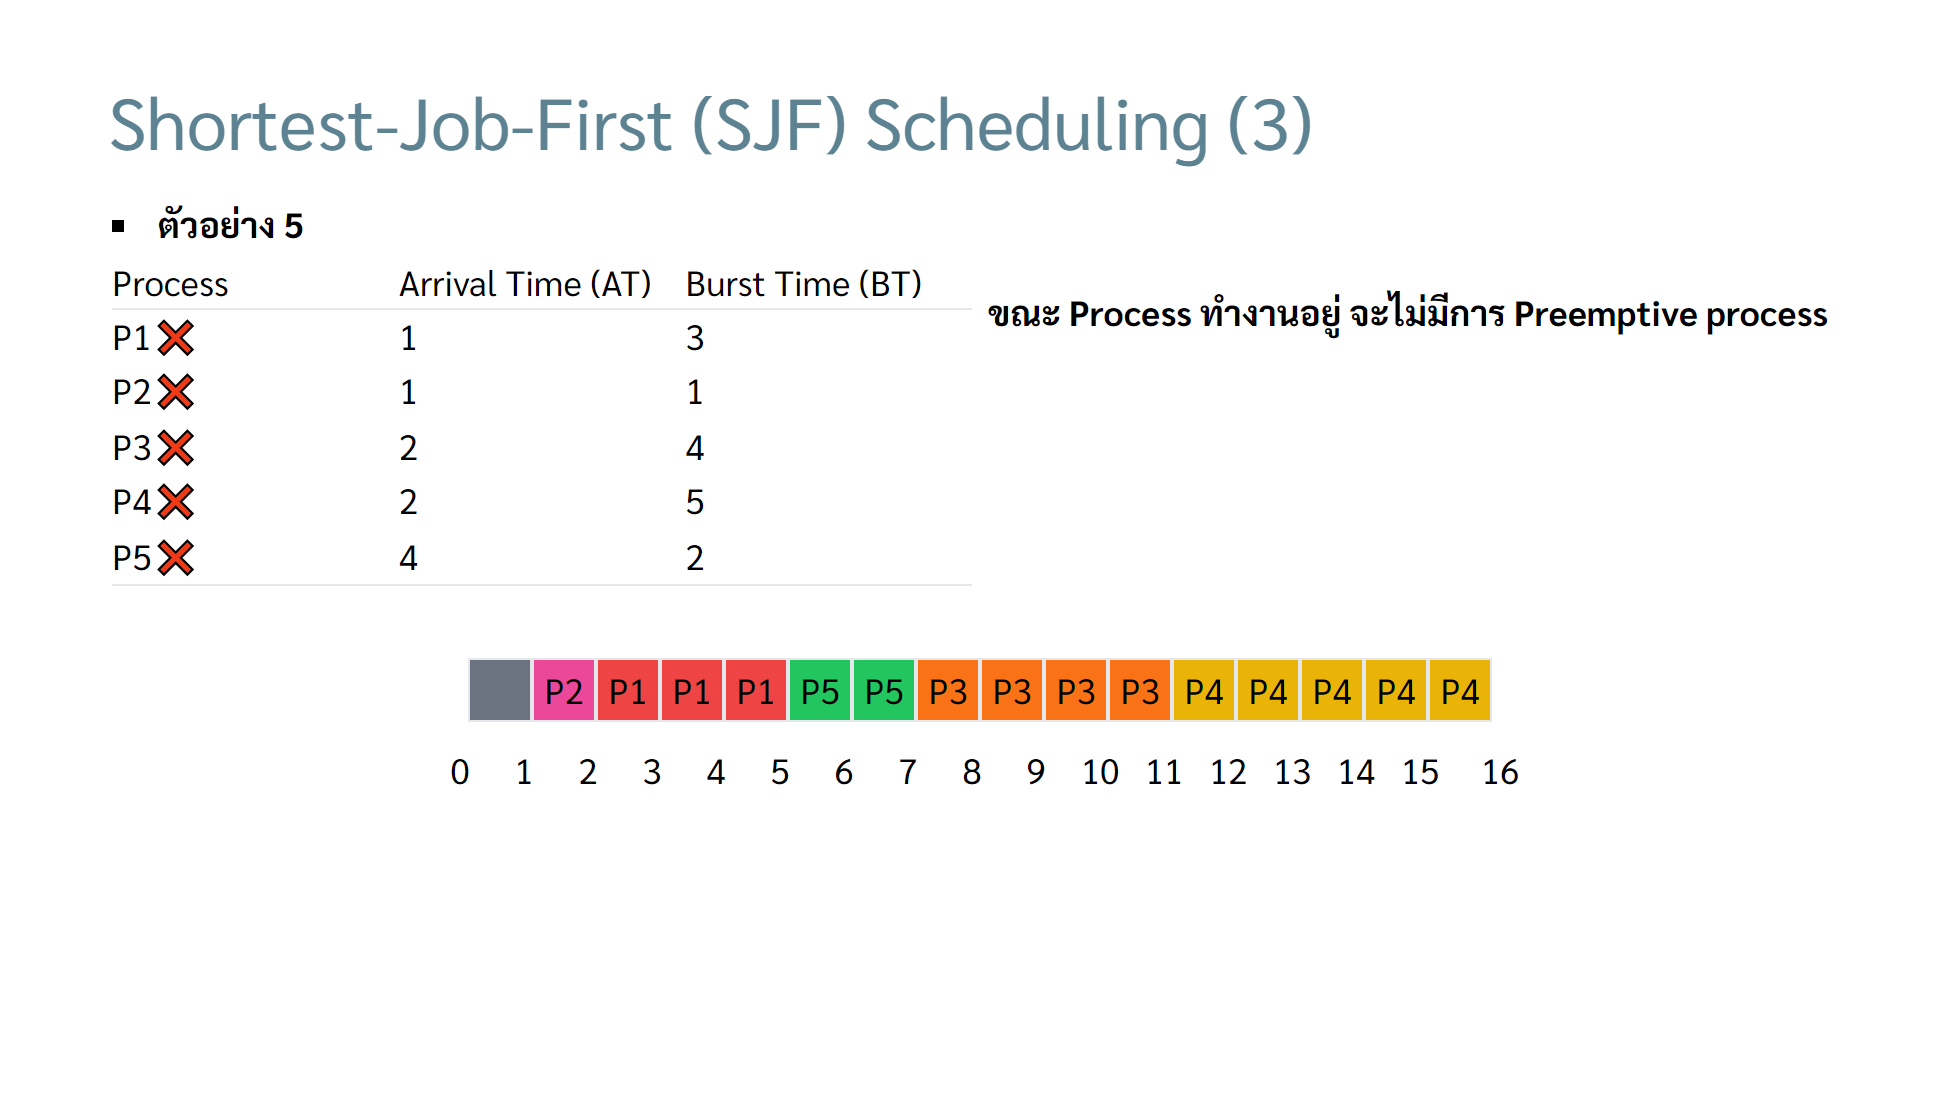 Shortest-Job-First (SJF) Scheduling (3)
▪ ตัวอย่าง 5
Process Arrival Time (AT) Burst Time (BT)
ขณะ Process ทำงานอยู่ จะไม่มีการ Preemptive process
P1 1 3
P2 1 1
P3 2 4
P4 2 5
P5 4 2
P2 P1 P1 P1 P5 P5 P3 P3 P3 P3 P4 P4 P4 P4 P4
0 1 2 3 4 5 6 7 8 9 10 11 12 13 14 15 16